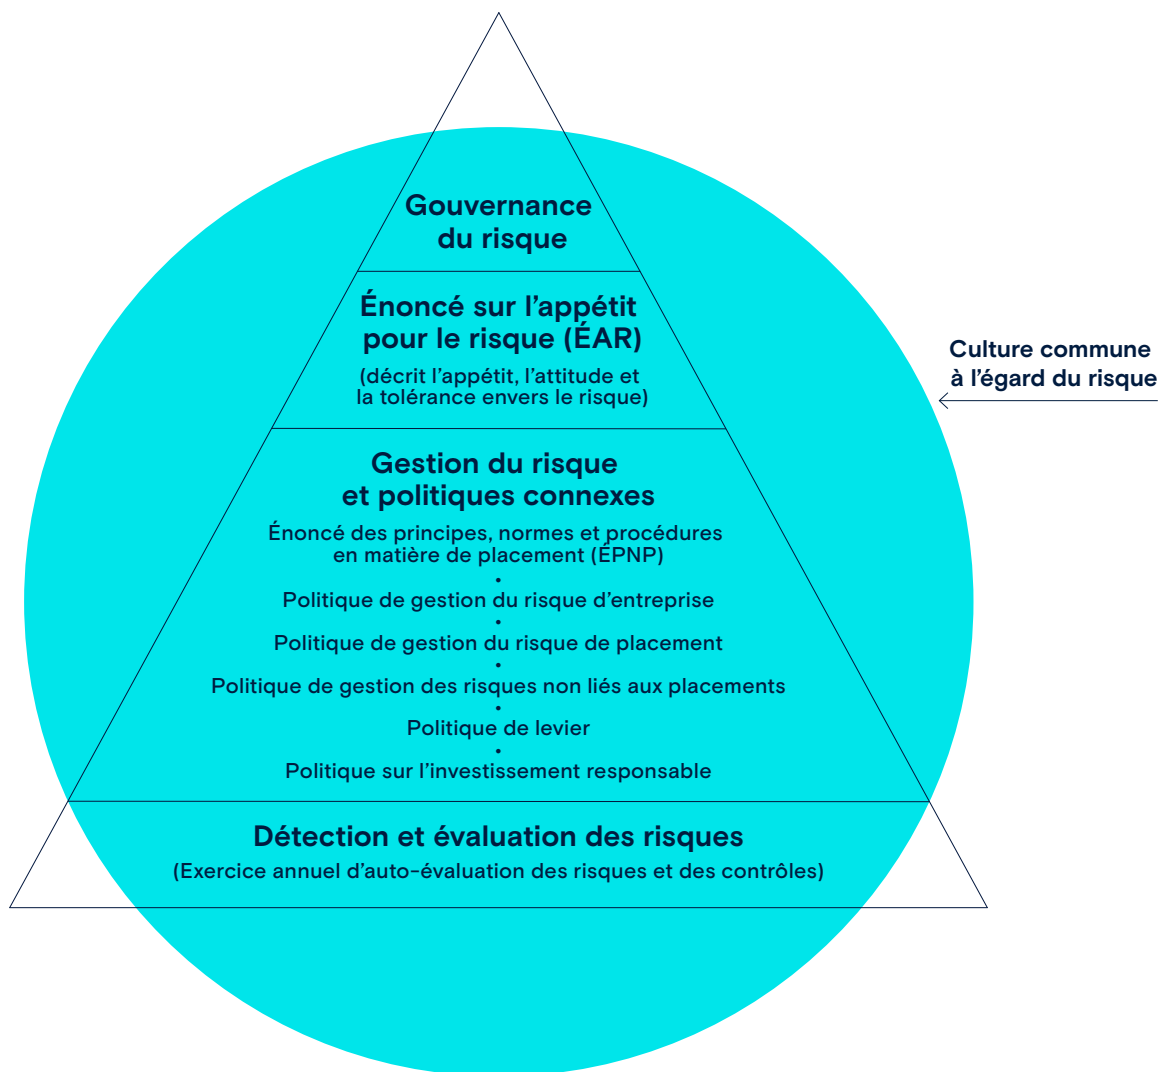 Gouvernance
du risque
Énoncé sur l’appétit
pour le risque (ÉAR)
(décrit l’appétit, l’attitude et
la tolérance envers le risque)
Culture commune
à l’égard du risque
Gestion du risque
et politiques connexes
Énoncé des principes, normes et procédures
en matière de placement (ÉPNP)
•
Politique de gestion du risque d’entreprise
•
Politique de gestion du risque de placement
•
Politique de gestion des risques non liés aux placements
•
Politique de levier
•
Politique sur l’investissement responsable
Détection et évaluation des risques
(Exercice annuel d’auto-évaluation des risques et des contrôles)